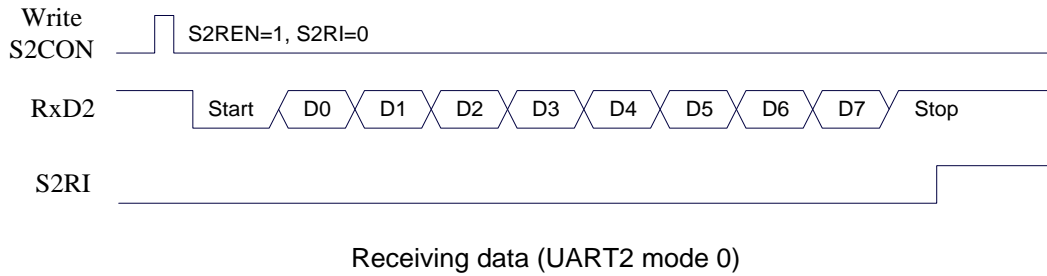 Write
S2CON
S2REN=1, S2RI=0
RxD2
Start D0 D1 D2 D3 D4 D5 D6 D7 Stop
S2RI
Receiving data (UART2 mode 0)